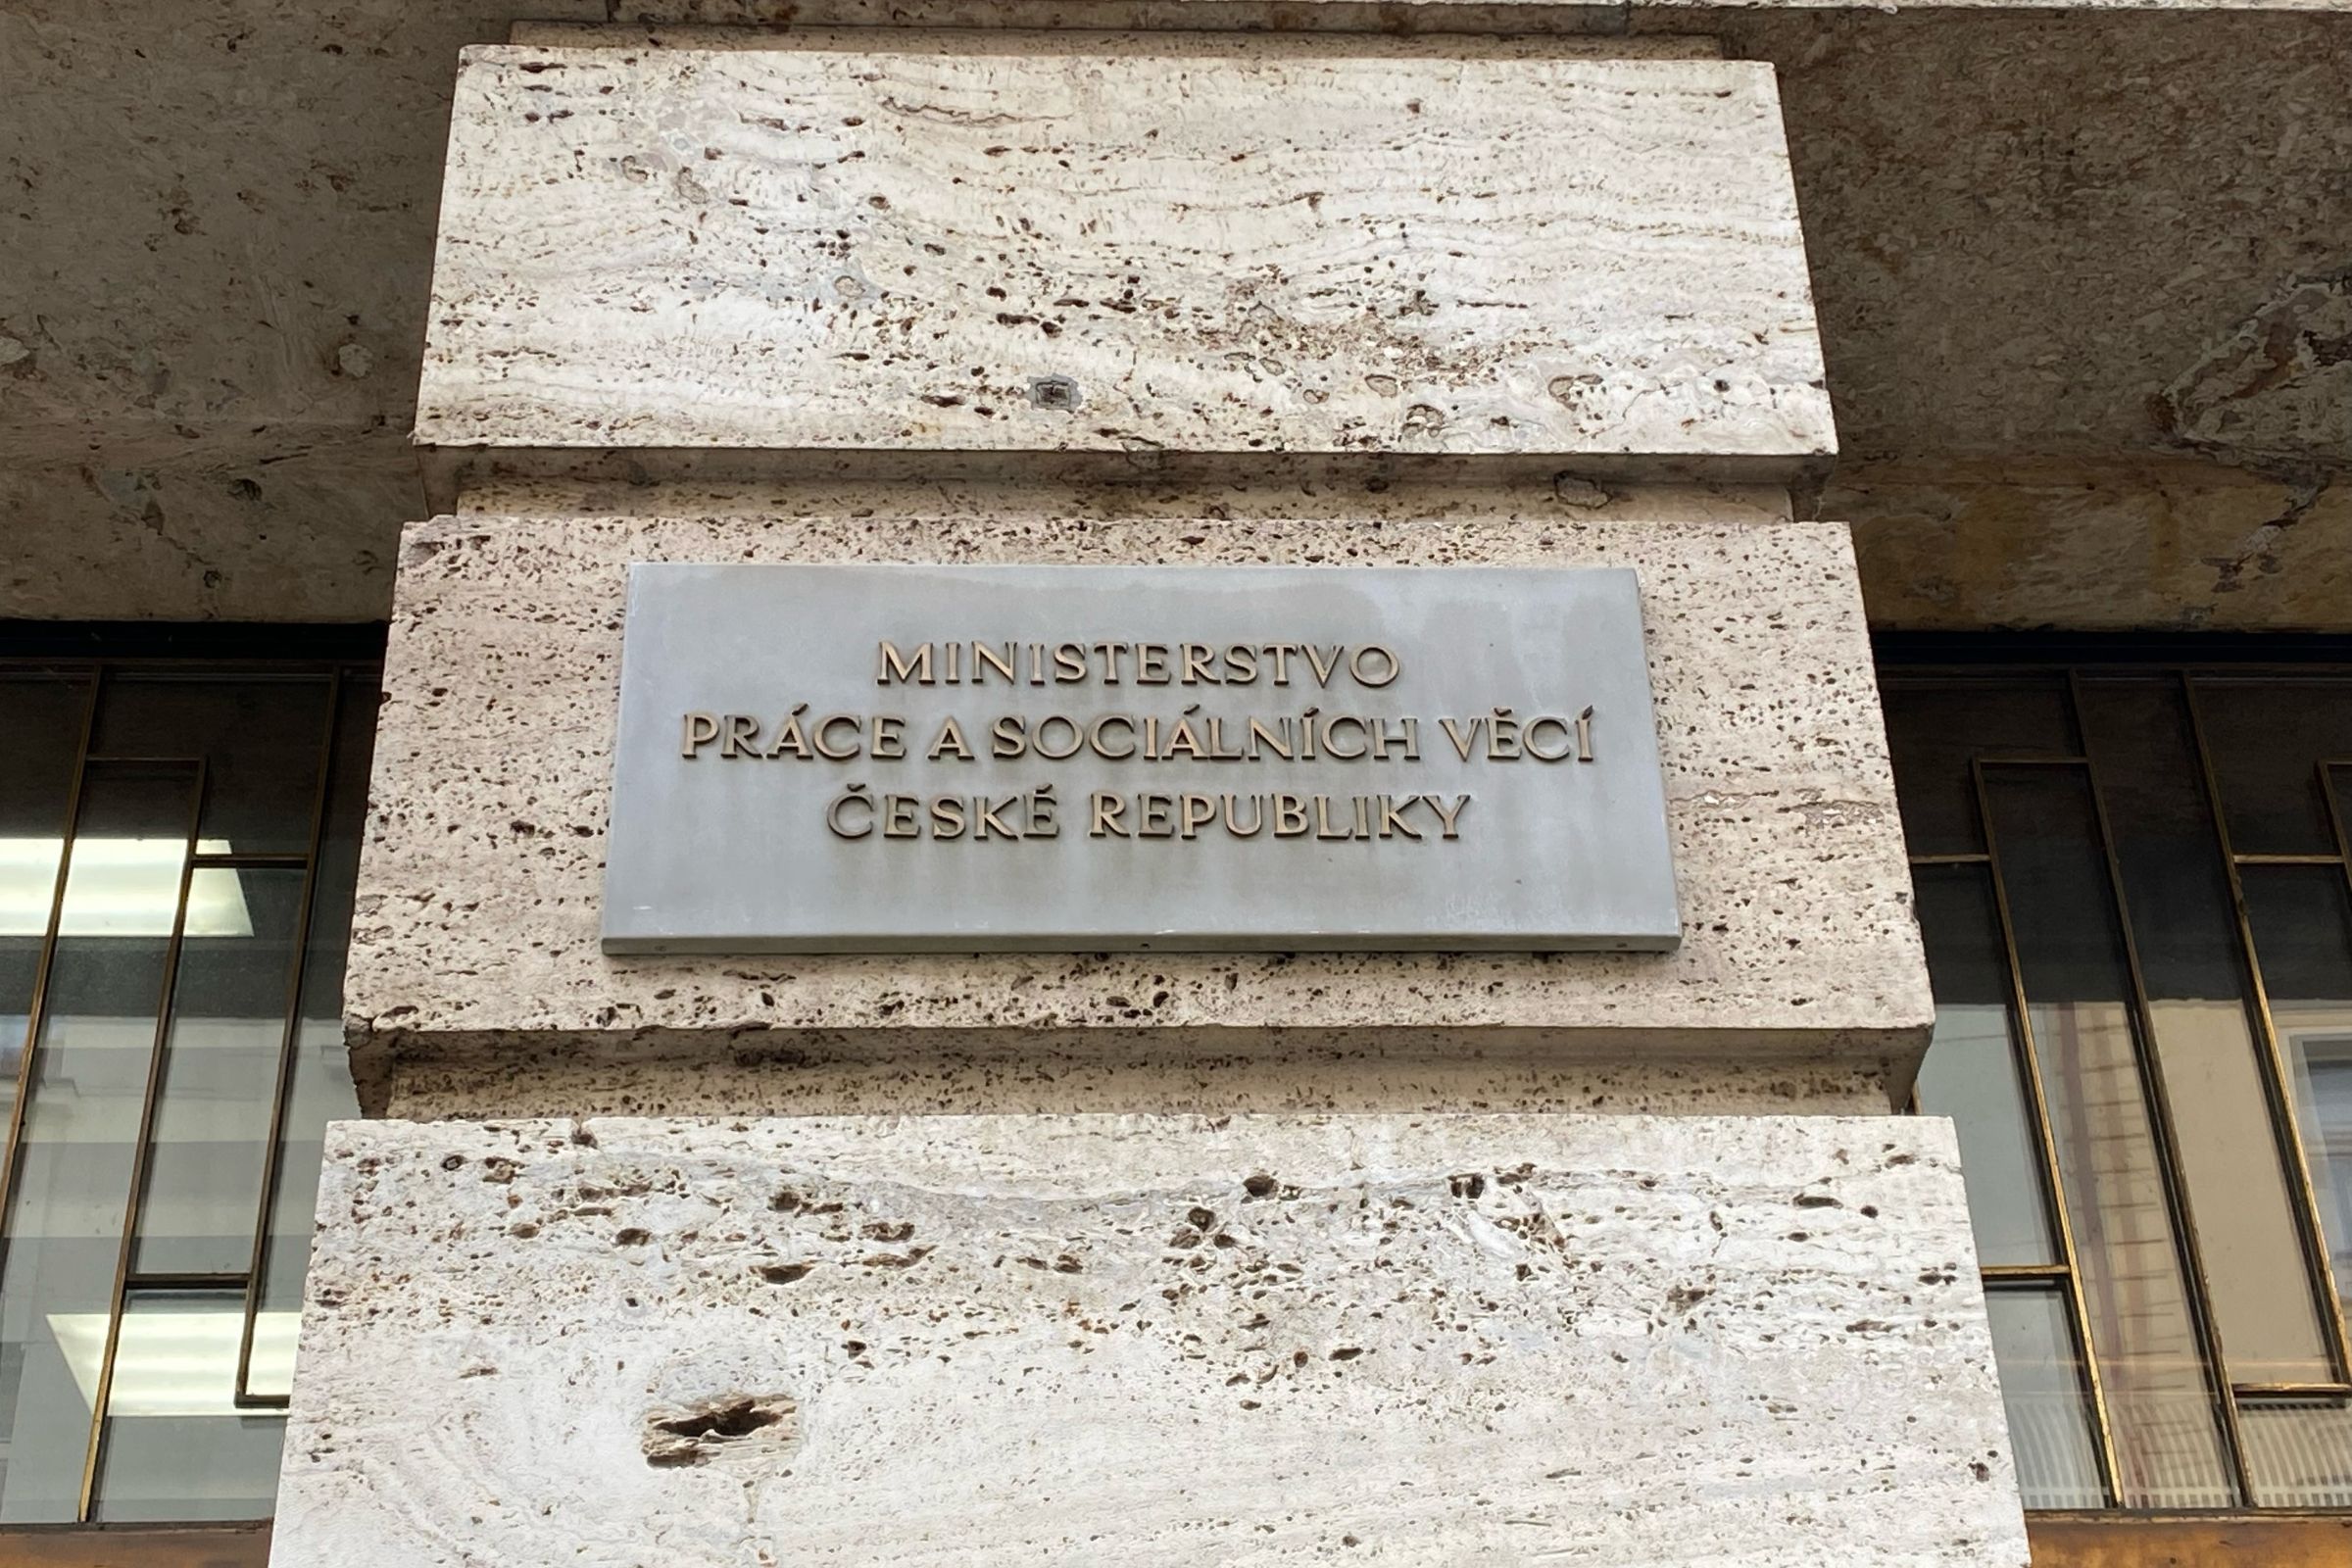 MINISTERSTVO
PRÁCE A SOCIÁLNÍCH VĚCÍ
ČESKÉ REPUBLIKY